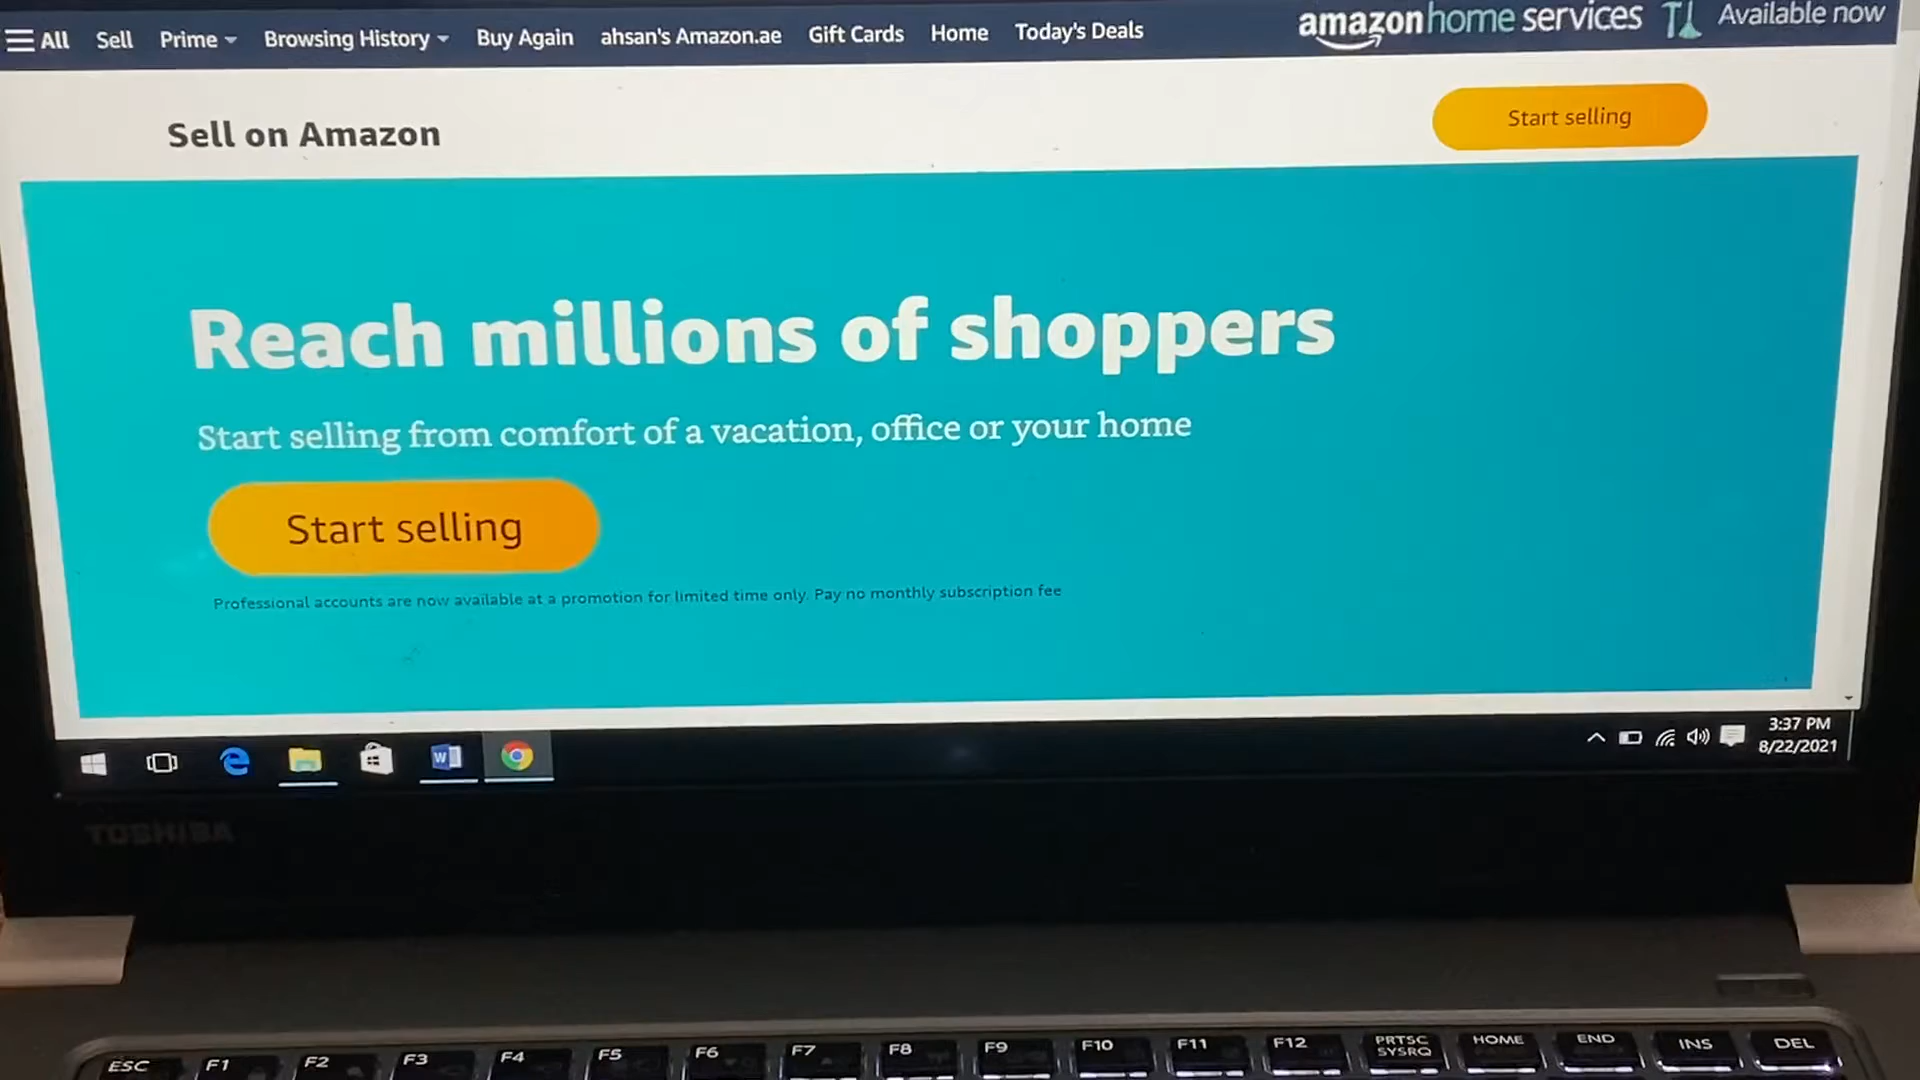 All Sell Prime Browsing History Buy Again ahsan's Amazon.ae Gift Cards Home Today's Deals amazon home services Available now
Sell on Amazon Start selling
Reach millions of shoppers
Start selling from comfort of a vacation, office or your home
Start selling
Professional accounts are now available at a promotion for limited time only. Pay no monthly subscription fee
3:37 PM
8/22/2021
TOSHIBA
ESC F1 F2 F3 F4 F5 F6 F7 F8 F9 F10 F11 F12 PRTSC SYSRQ HOME END INS DEL